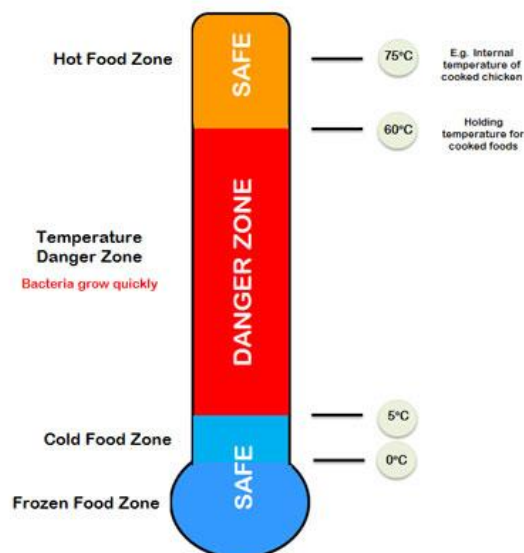 SAFE
Hot Food Zone
75°C
E.g. Internal
temperature of
cooked chicken
60°C
Holding
temperature for
cooked foods
DANGER ZONE
Temperature
Danger Zone
Bacteria grow quickly
5°C
Cold Food Zone
0°C
SAFE
Frozen Food Zone